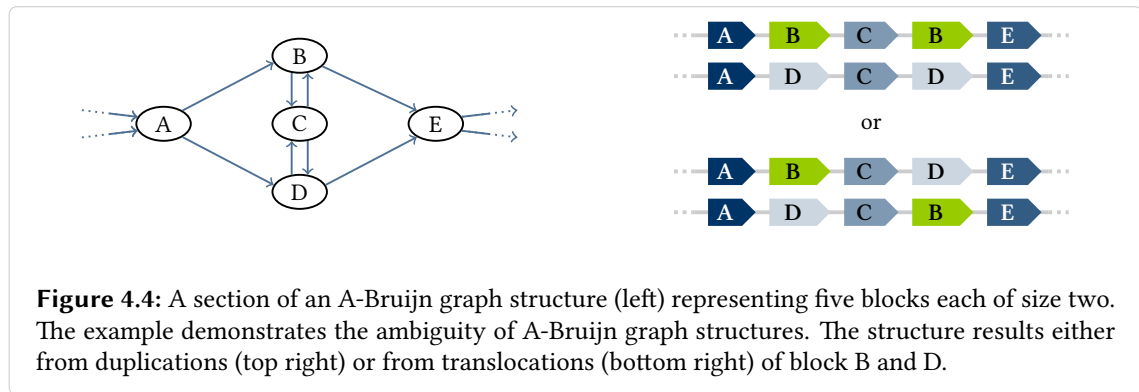 B
A
C
E
D
A B C B E
A D C D E
or
A B C D E
A D C B E
Figure 4.4: A section of an A-Bruijn graph structure (left) representing five blocks each of size two.
The example demonstrates the ambiguity of A-Bruijn graph structures. The structure results either
from duplications (top right) or from translocations (bottom right) of block B and D.